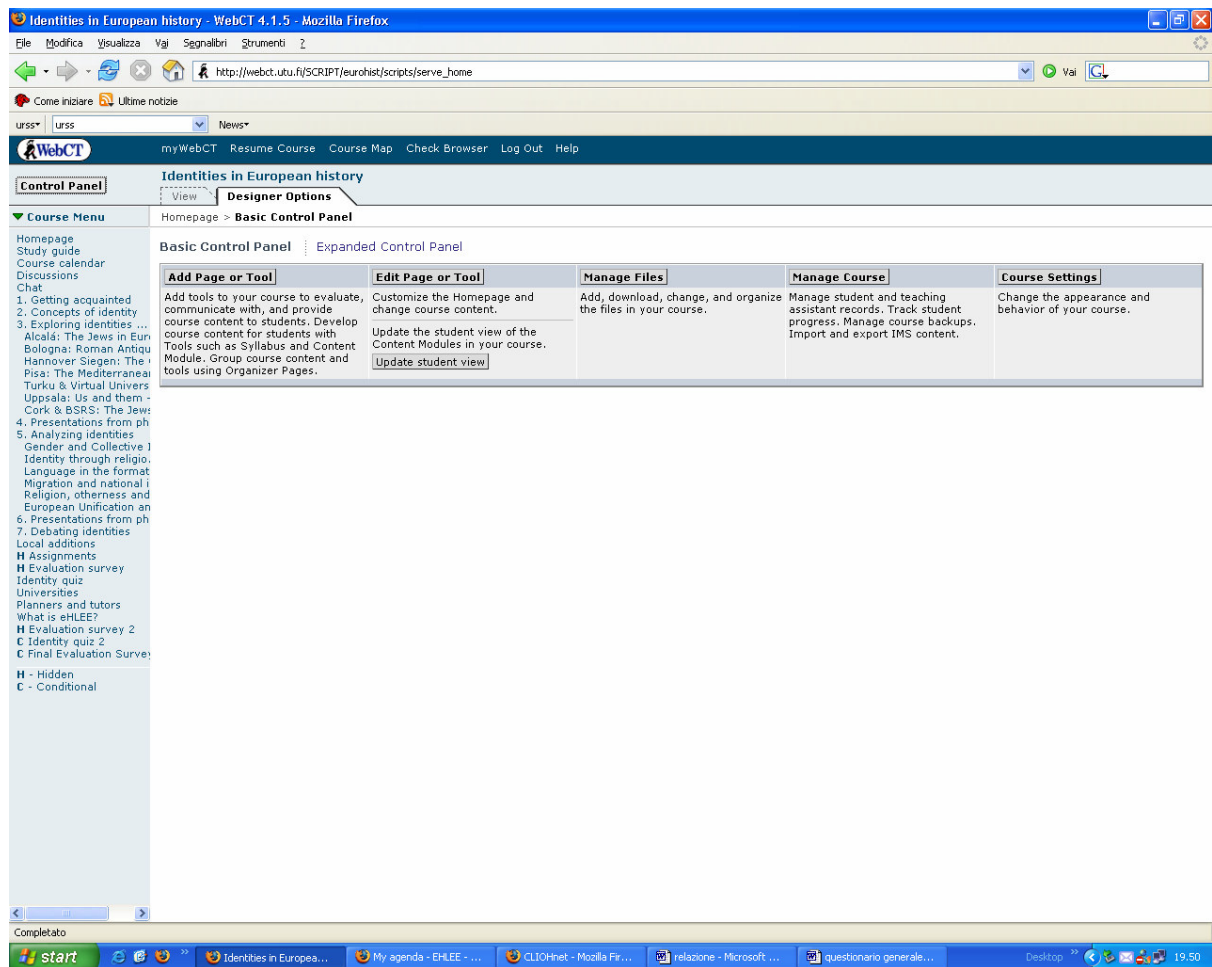 Identities in European history - WebCT 4.1.5 - Mozilla Firefox
File Modifica Visualizza Vai Segnalibri Strumenti ?
http://webct.utu.fi/SCRIPT/eurohist/scripts/serve_home
Vai
G
Come iniziare Ultime notizie
urss urss News
WebCT
myWebCT Resume Course Course Map Check Browser Log Out Help
Control Panel
Identities in European history
View Designer Options
Course Menu
Homepage > Basic Control Panel
Homepage
Study guide
Course calendar
Discussions
Chat
1. Getting acquainted
2. Concepts of identity
3. Exploring identities ...
Alcalá: The Jews in Eur
Bologna: Roman Antiqu
Hannover Siegen: The
Pisa: The Mediterranea
Turku & Virtual Univers
Uppsala: Us and them -
Cork & BSRS: The Jews
4. Presentations from ph
5. Analyzing identities
Gender and Collective I
Identity through religio.
Language in the format
Migration and national i
Religion, otherness and
European Unification an
6. Presentations from ph
7. Debating identities
Local additions
H Assignments
H Evaluation survey
Identity quiz
Universities
Planners and tutors
What is eHLEE?
H Evaluation survey 2
C Identity quiz 2
C Final Evaluation Survey
H - Hidden
C - Conditional
Basic Control Panel Expanded Control Panel
Add Page or Tool
Add tools to your course to evaluate,
communicate with, and provide
course content to students. Develop
course content for students with
Tools such as Syllabus and Content
Module. Group course content and
tools using Organizer Pages.
Edit Page or Tool
Customize the Homepage and
change course content.
Update the student view of the
Content Modules in your course.
Update student view
Manage Files
Add, download, change, and organize
the files in your course.
Manage Course
Manage student and teaching
assistant records. Track student
progress. Manage course backups.
Import and export IMS content.
Course Settings
Change the appearance and
behavior of your course.
Completato
start
Identities in Europea...
My agenda - EHLEE - ...
CLIOHnet - Mozilla Fir...
relazione - Microsoft ...
questionario generale...
Desktop
19.50